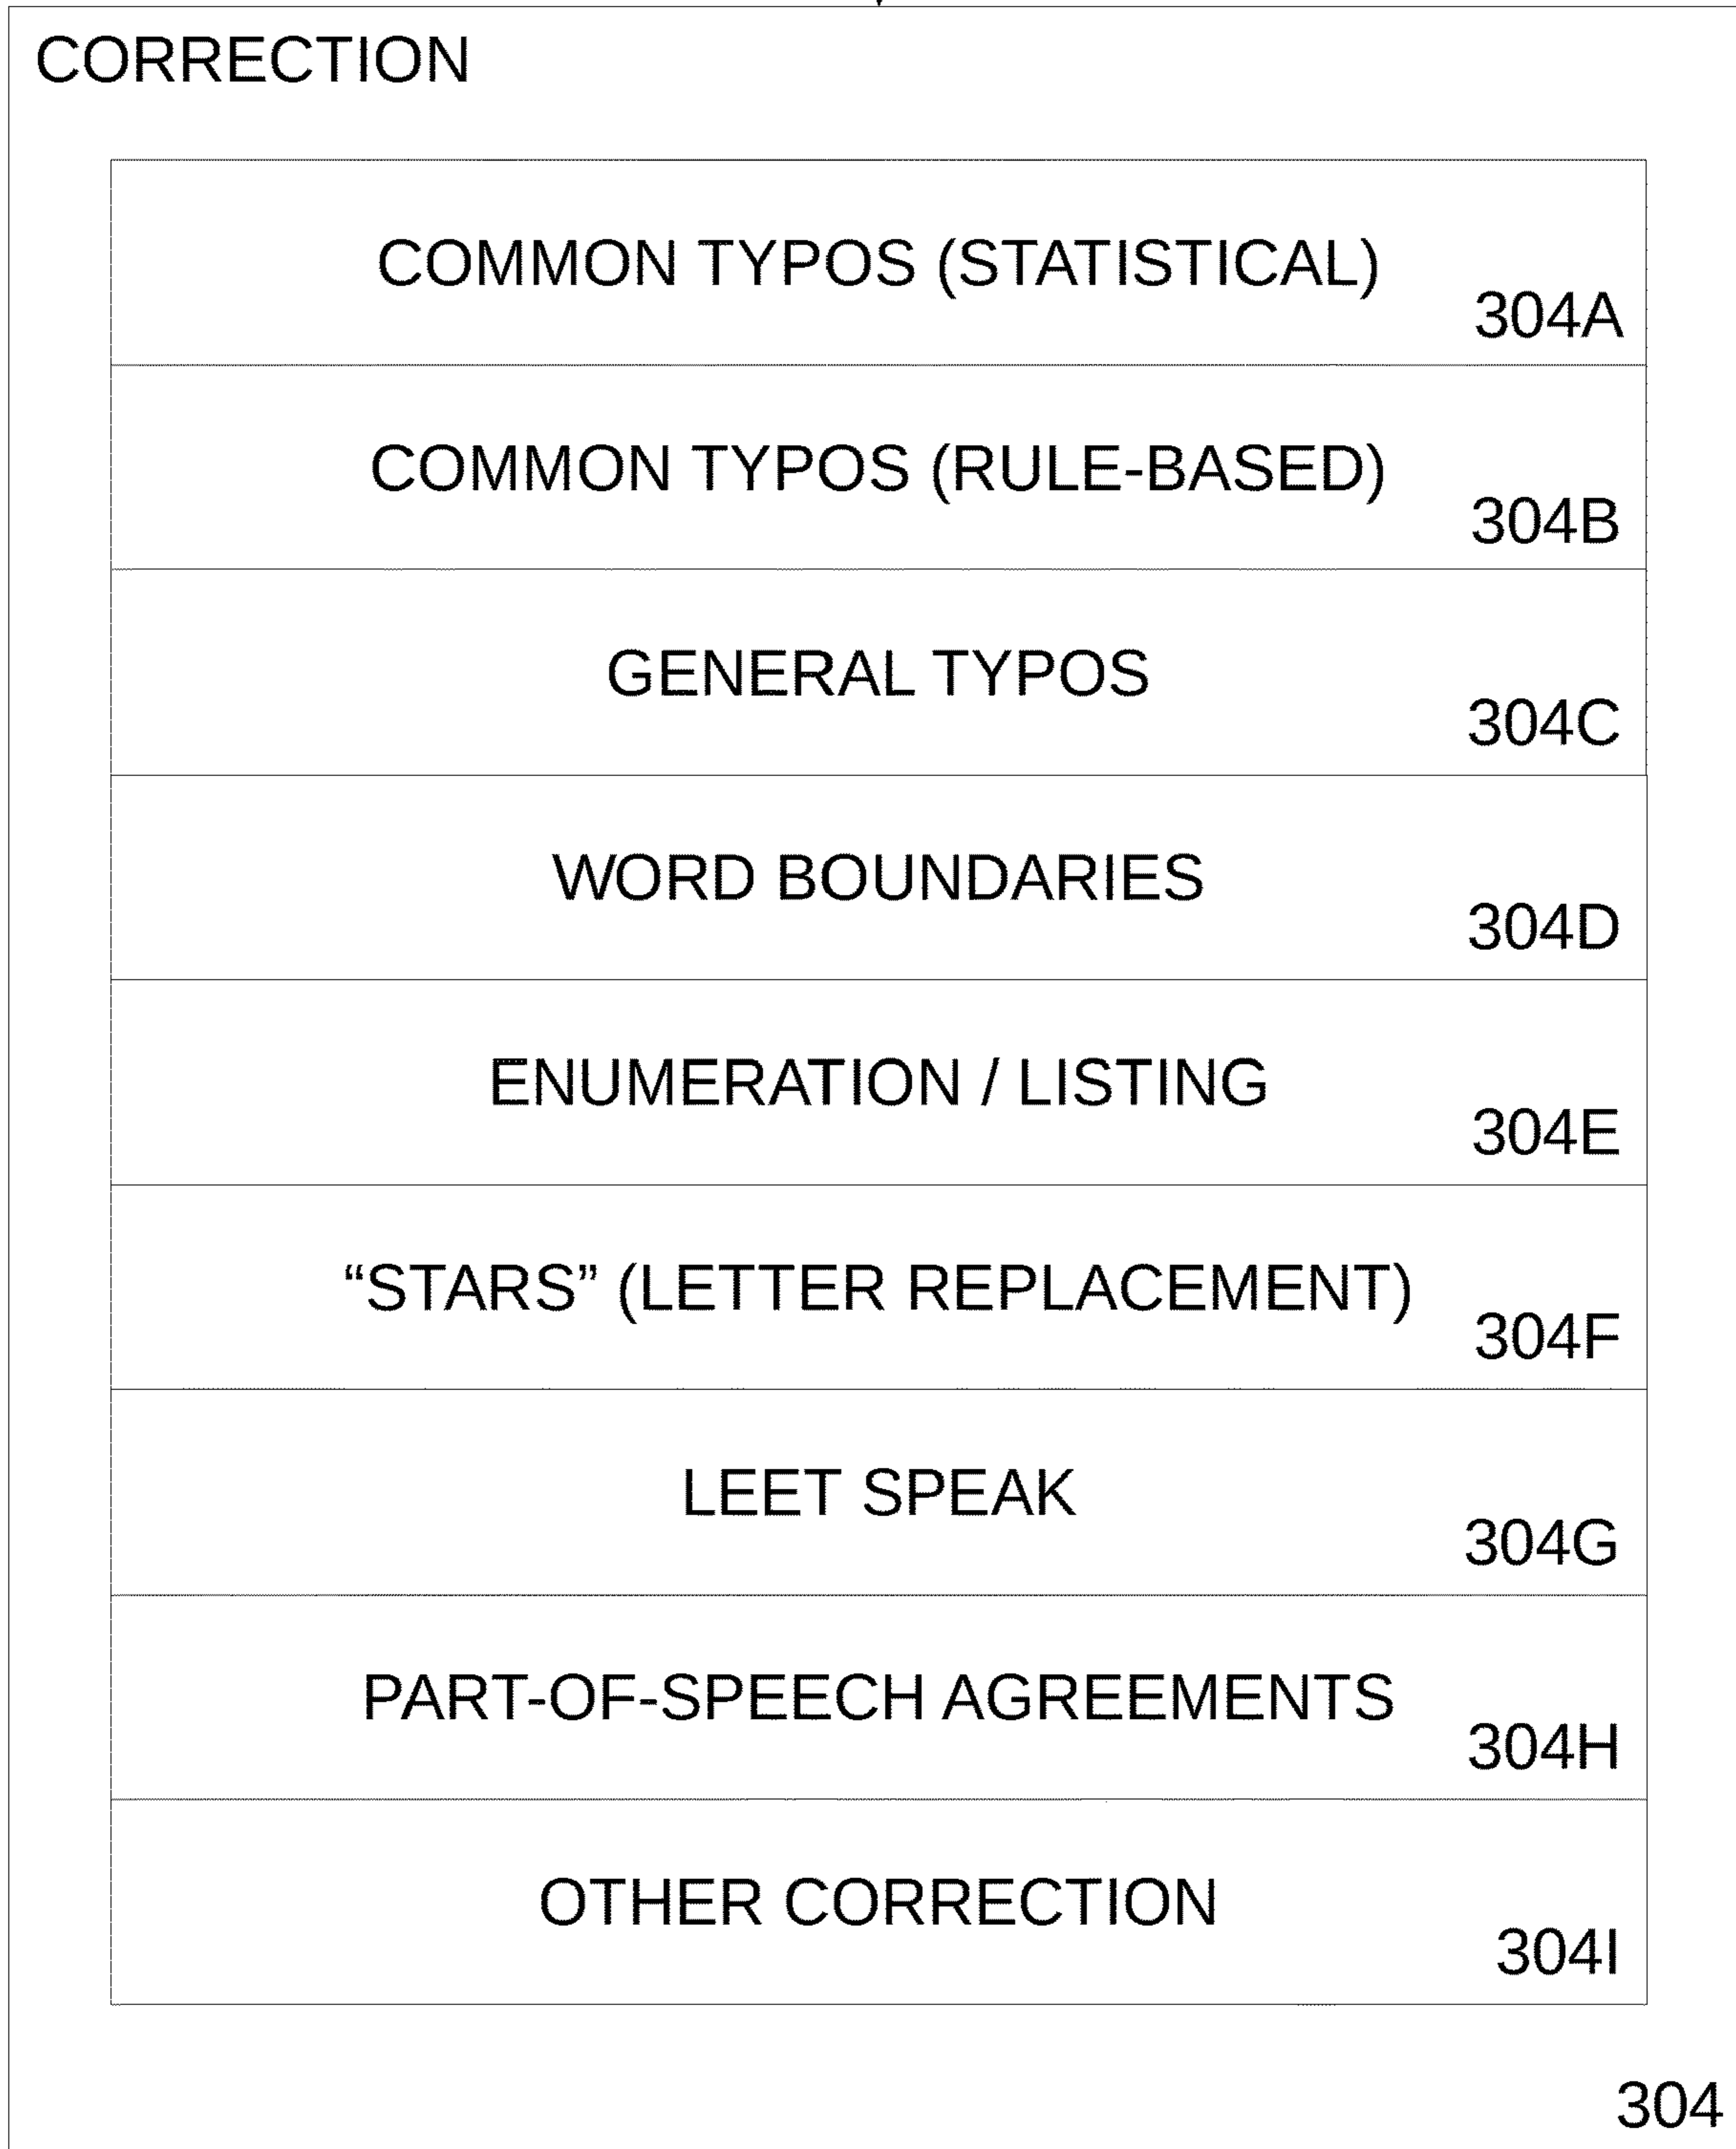 CORRECTION
COMMON TYPOS (STATISTICAL)
304A
COMMON TYPOS (RULE-BASED)
304B
GENERAL TYPOS
304C
WORD BOUNDARIES
304D
ENUMERATION / LISTING
304E
“STARS” (LETTER REPLACEMENT)
304F
LEET SPEAK
304G
PART-OF-SPEECH AGREEMENTS
304H
OTHER CORRECTION
304I
304